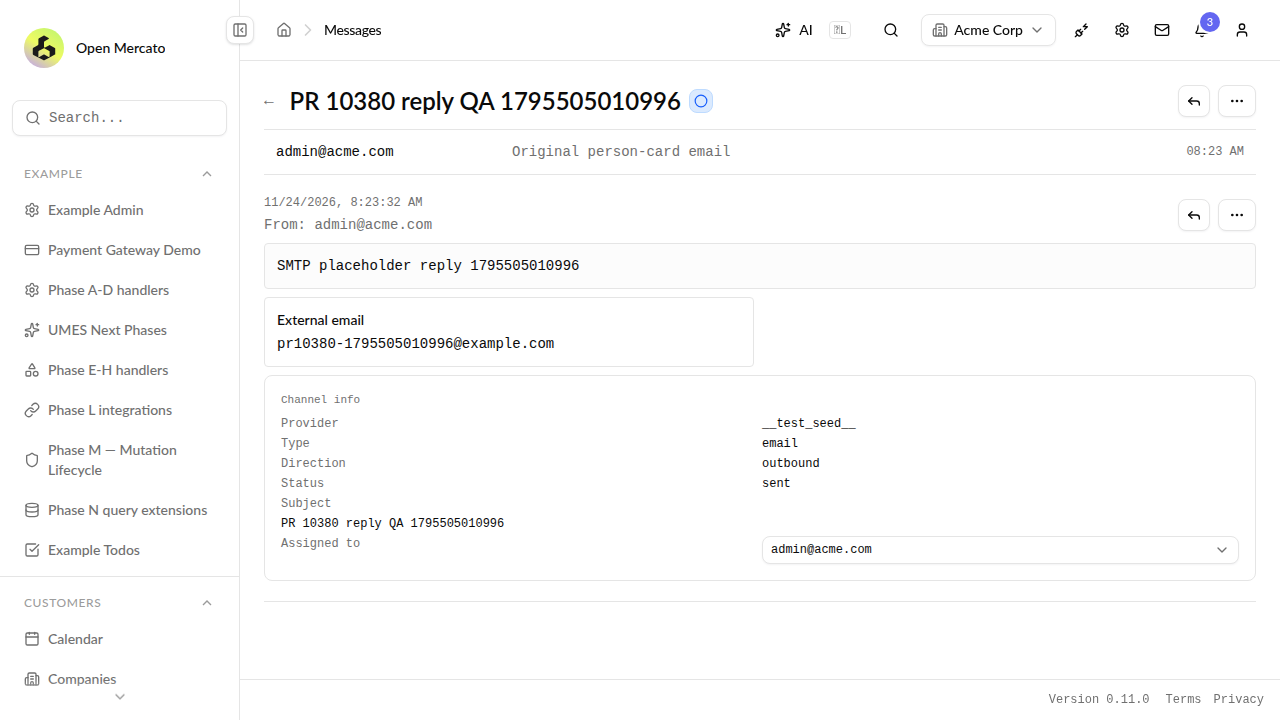 Open Mercato
Search...
EXAMPLE
Example Admin
Payment Gateway Demo
Phase A-D handlers
UMES Next Phases
Phase E-H handlers
Phase L integrations
Phase M — Mutation
Lifecycle
Phase N query extensions
Example Todos
CUSTOMERS
Calendar
Companies
Messages
AI
L
Acme Corp
3
← PR 10380 reply QA 1795505010996
admin@acme.com Original person-card email 08:23 AM
11/24/2026, 8:23:32 AM
From: admin@acme.com
SMTP placeholder reply 1795505010996
External email
pr10380-1795505010996@example.com
Channel info
Provider __test_seed__
Type email
Direction outbound
Status sent
Subject
PR 10380 reply QA 1795505010996
Assigned to admin@acme.com
Version 0.11.0 Terms Privacy